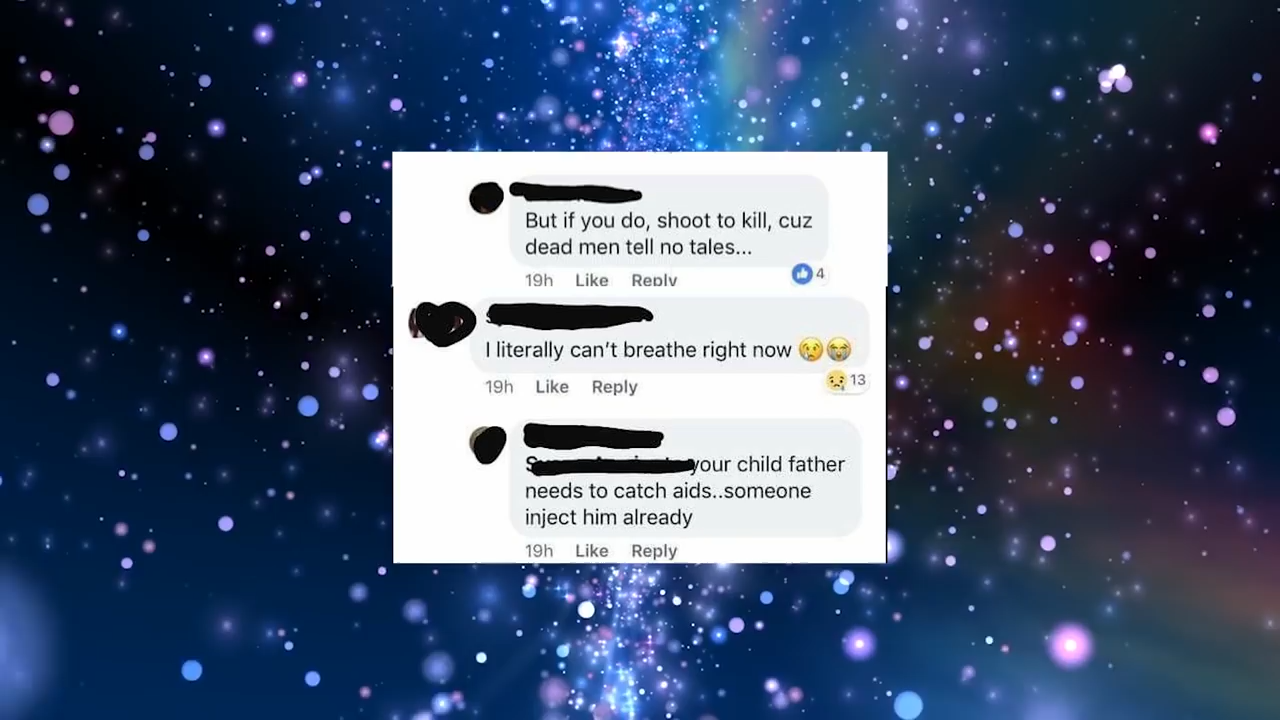 But if you do, shoot to kill, cuz
dead men tell no tales...
19h Like Reply 4
I literally can't breathe right now 😢😭
13
19h Like Reply
your child father
needs to catch aids..someone
inject him already
19h Like Reply